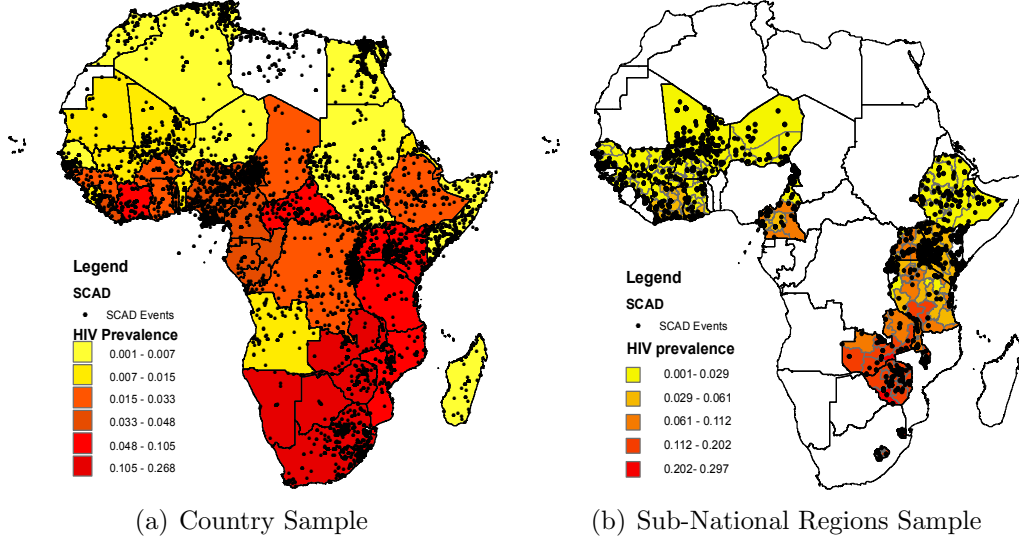 Legend
SCAD
SCAD Events
HIV Prevalence
0.001 - 0.007
0.007 - 0.015
0.015 - 0.033
0.033 - 0.048
0.048 - 0.105
0.105 - 0.268
(a) Country Sample
Legend
SCAD
SCAD Events
HIV prevalence
0.001 - 0.029
0.029 - 0.061
0.061 - 0.112
0.112 - 0.202
0.202- 0.297
(b) Sub-National Regions Sample